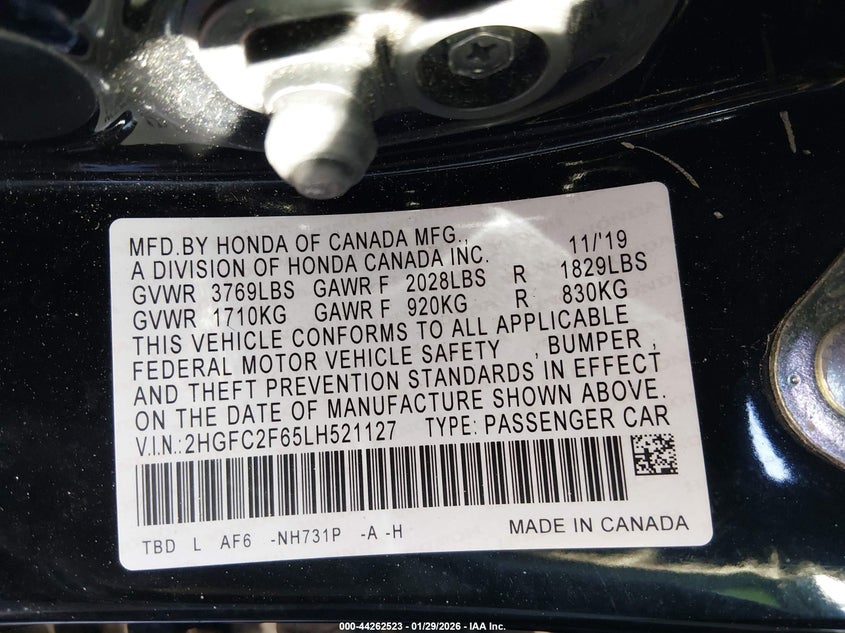 MFD.BY HONDA OF CANADA MFG., 11/'19
A DIVISION OF HONDA CANADA INC.
GVWR 3769LBS GAWR F 2028LBS R 1829LBS
GVWR 1710KG GAWR F 920KG R 830KG
THIS VEHICLE CONFORMS TO ALL APPLICABLE
FEDERAL MOTOR VEHICLE SAFETY , BUMPER ,
AND THEFT PREVENTION STANDARDS IN EFFECT
ON THE DATE OF MANUFACTURE SHOWN ABOVE.
V.I.N.:2HGFC2F65LH521127 TYPE: PASSENGER CAR
TBD L AF6 -NH731P -A -H MADE IN CANADA
000-44262523 - 01/29/2026 - IAA Inc.